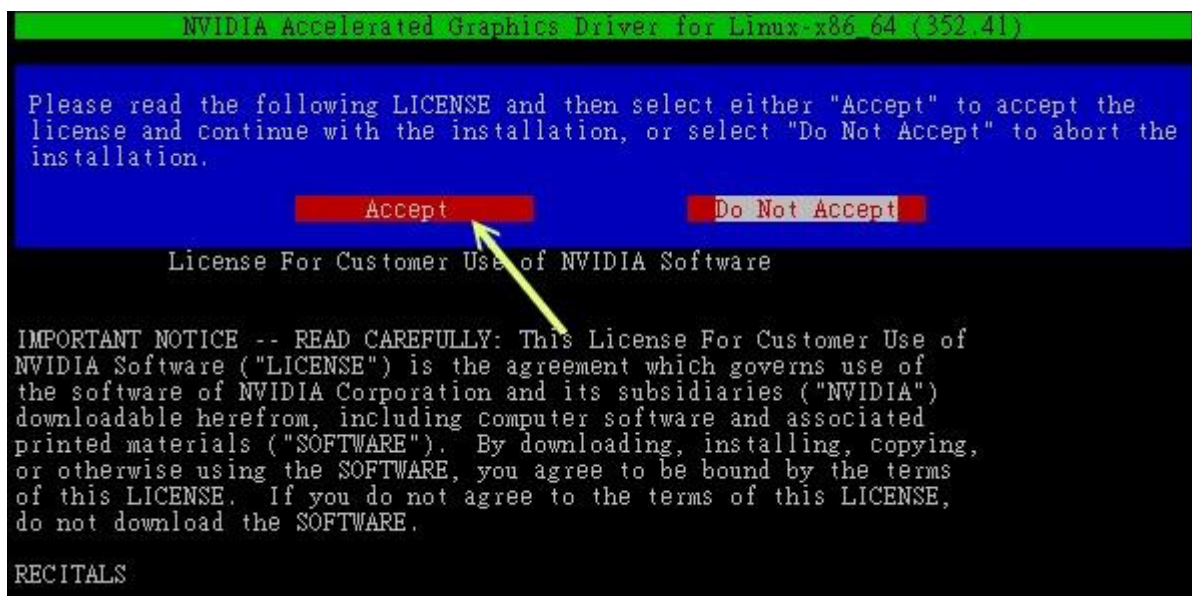 NVIDIA Accelerated Graphics Driver for Linux-x86_64 (352.41)
Please read the following LICENSE and then select either "Accept" to accept the
license and continue with the installation, or select "Do Not Accept" to abort the
installation.
Accept
Do Not Accept
License For Customer Use of NVIDIA Software
IMPORTANT NOTICE -- READ CAREFULLY: This License For Customer Use of
NVIDIA Software ("LICENSE") is the agreement which governs use of
the software of NVIDIA Corporation and its subsidiaries ("NVIDIA")
downloadable herefrom, including computer software and associated
printed materials ("SOFTWARE").  By downloading, installing, copying,
or otherwise using the SOFTWARE, you agree to be bound by the terms
of this LICENSE.  If you do not agree to the terms of this LICENSE,
do not download the SOFTWARE.
RECITALS